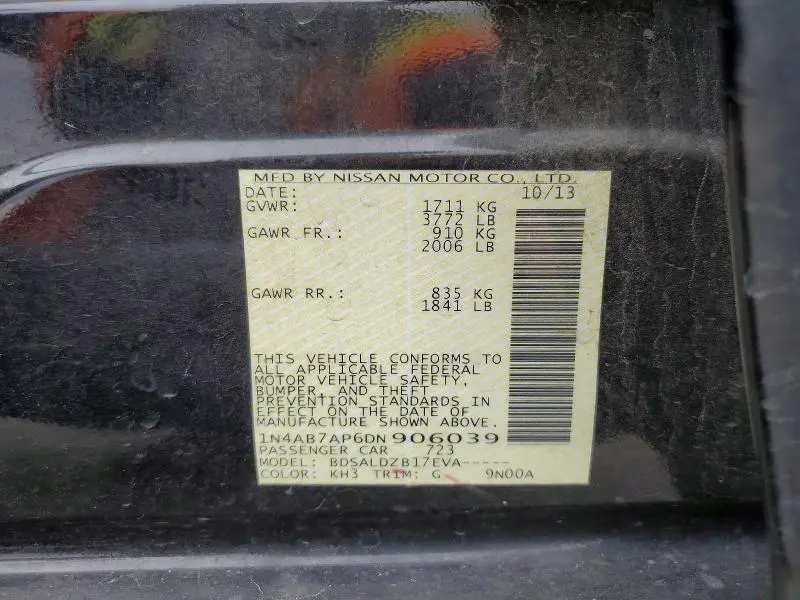 MFD BY NISSAN MOTOR CO., LTD.
DATE: 10/13
GVWR: 1711 KG
3772 LB
GAWR FR.: 910 KG
2006 LB
GAWR RR.: 835 KG
1841 LB
THIS VEHICLE CONFORMS TO
ALL APPLICABLE FEDERAL
MOTOR VEHICLE SAFETY,
BUMPER, AND THEFT
PREVENTION STANDARDS IN
EFFECT ON THE DATE OF
MANUFACTURE SHOWN ABOVE.
1N4AB7AP6DN906039
PASSENGER CAR 723
MODEL: BDSALDZB17EVA-----
COLOR: KH3 TRIM: G 9N00A